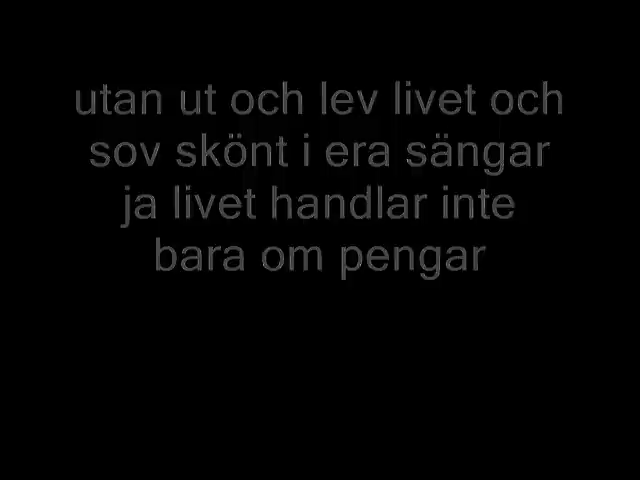 utan ut och lev livet och
sov skönt i era sängar
ja livet handlar inte
bara om pengar